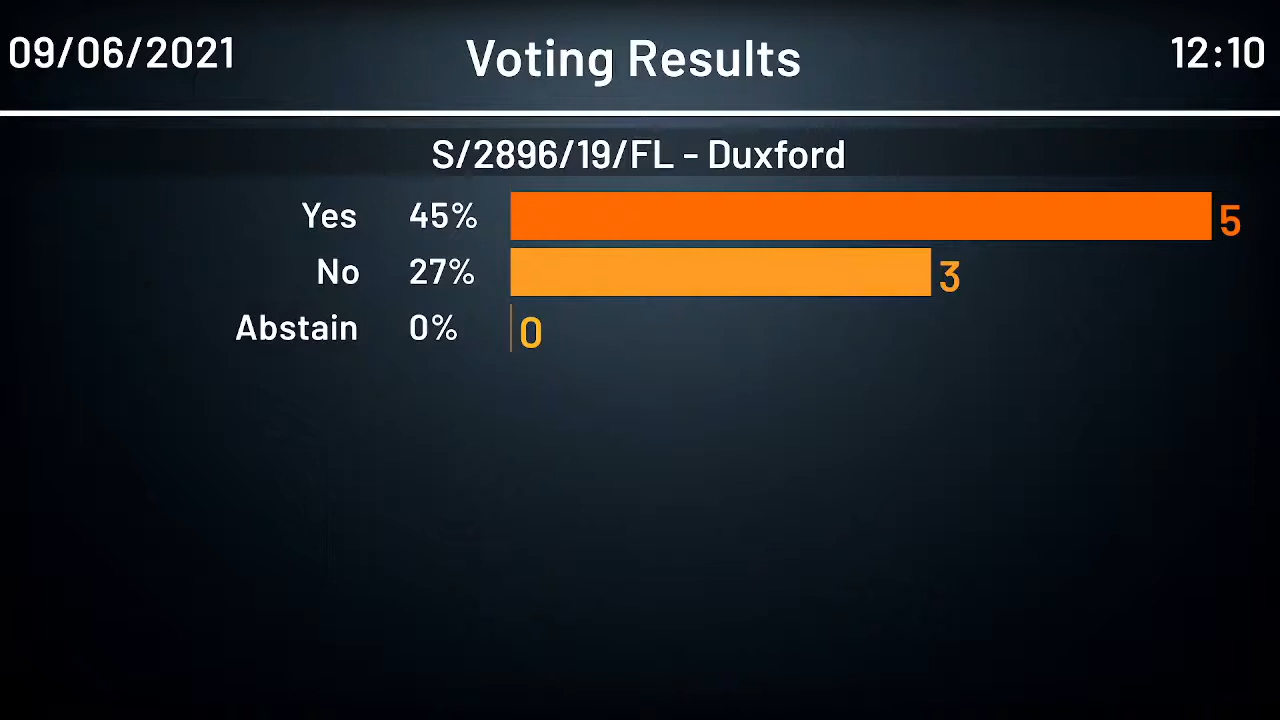 09/06/2021 Voting Results 12:10
S/2896/19/FL - Duxford
Yes 45% 5
No 27% 3
Abstain 0% 0